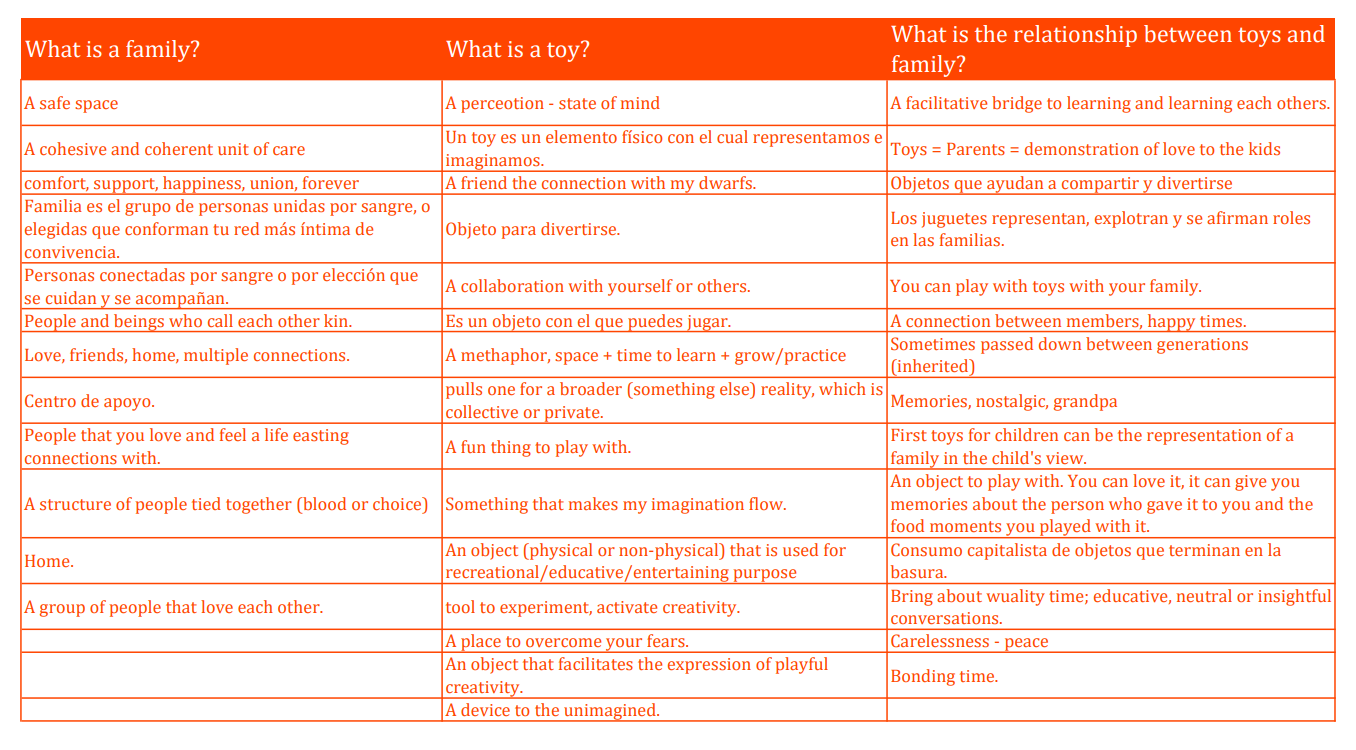 What is a family?
What is a toy?
What is the relationship between toys and
family?
A safe space
A perceotion - state of mind
A facilitative bridge to learning and learning each others.
A cohesive and coherent unit of care
Un toy es un elemento físico con el cual representamos e
imaginamos.
Toys = Parents = demonstration of love to the kids
comfort, support, happiness, union, forever
A friend the connection with my dwarfs.
Objetos que ayudan a compartir y divertirse
Familia es el grupo de personas unidas por sangre, o
elegidas que conforman tu red más íntima de
convivencia.
Objeto para divertirse.
Los juguetes representan, explotran y se afirman roles
en las familias.
Personas conectadas por sangre o por elección que
se cuidan y se acompañan.
A collaboration with yourself or others.
You can play with toys with your family.
People and beings who call each other kin.
Es un objeto con el que puedes jugar.
A connection between members, happy times.
Love, friends, home, multiple connections.
A methaphor, space + time to learn + grow/practice
Sometimes passed down between generations
(inherited)
Centro de apoyo.
pulls one for a broader (something else) reality, which is
collective or private.
Memories, nostalgic, grandpa
People that you love and feel a life easting
connections with.
A fun thing to play with.
First toys for children can be the representation of a
family in the child's view.
A structure of people tied together (blood or choice)
Something that makes my imagination flow.
An object to play with. You can love it, it can give you
memories about the person who gave it to you and the
food moments you played with it.
Home.
An object (physical or non-physical) that is used for
recreational/educative/entertaining purpose
Consumo capitalista de objetos que terminan en la
basura.
A group of people that love each other.
tool to experiment, activate creativity.
Bring about wuality time; educative, neutral or insightful
conversations.
A place to overcome your fears.
Carelessness - peace
An object that facilitates the expression of playful
creativity.
Bonding time.
A device to the unimagined.